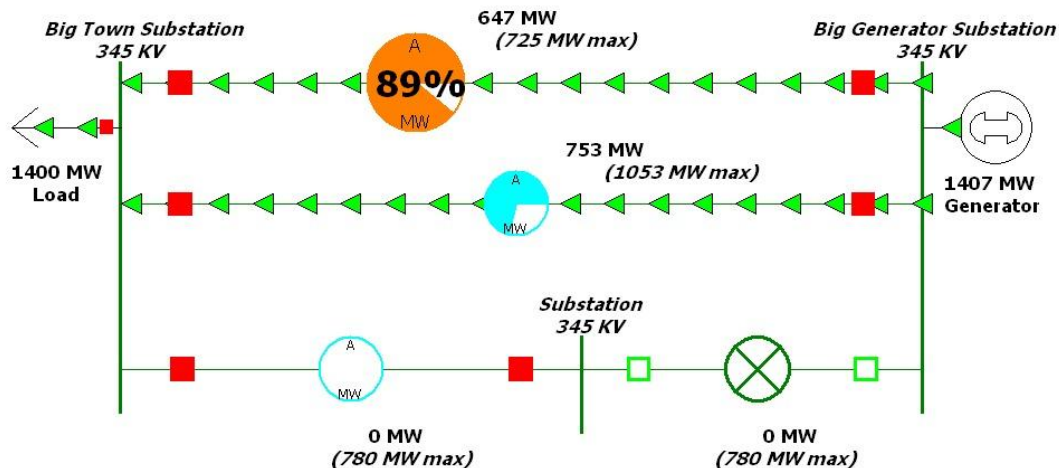 647 MW
(725 MW max)
Big Town Substation
345 KV
Big Generator Substation
345 KV
A
89%
MW
1400 MW
Load
753 MW
(1053 MW max)
A
MW
1407 MW
Generator
Substation
345 KV
A
MW
0 MW
(780 MW max)
0 MW
(780 MW max)